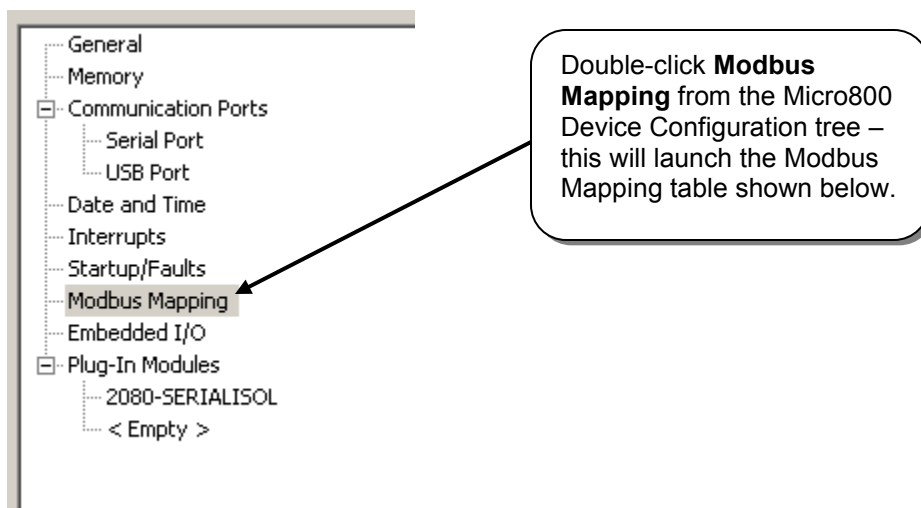 General
Memory
Communication Ports
Serial Port
USB Port
Date and Time
Interrupts
Startup/Faults
Modbus Mapping
Embedded I/O
Plug-In Modules
2080-SERIALISOL
< Empty >
Double-click Modbus
Mapping from the Micro800
Device Configuration tree –
this will launch the Modbus
Mapping table shown below.